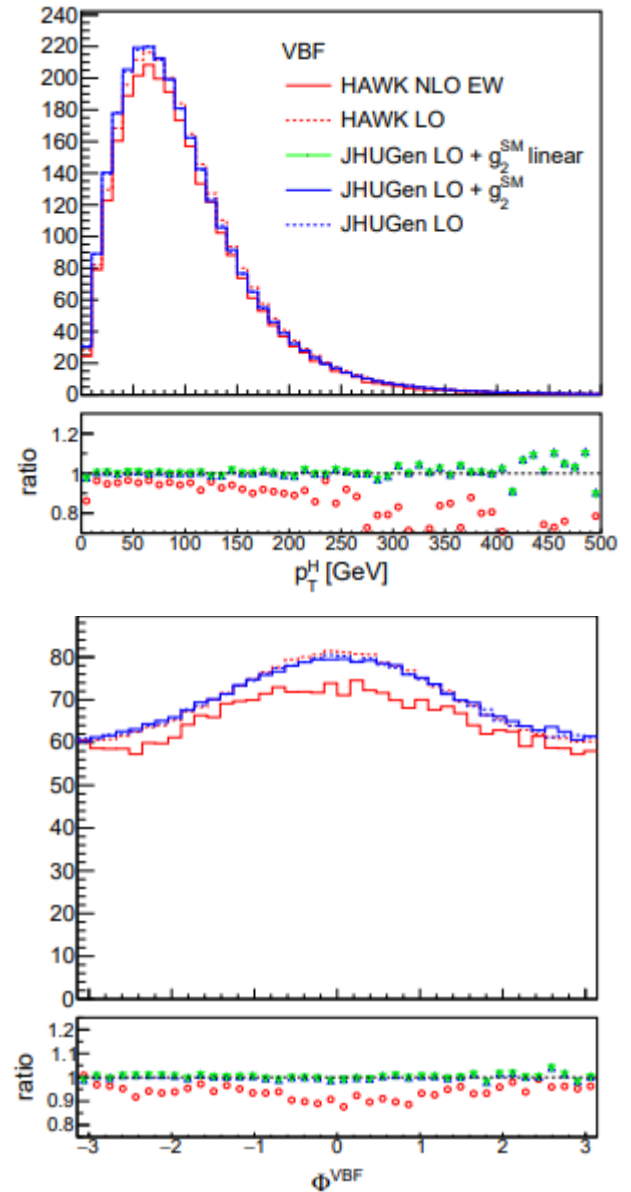 240
220
200
180
160
140
120
100
80
60
40
20
0
VBF
HAWK NLO EW
HAWK LO
JHUGen LO + g₂ˢᴹ linear
JHUGen LO + g₂ˢᴹ
JHUGen LO
ratio
1.2
1
0.8
0 50 100 150 200 250 300 350 400 450 500
p_T^H [GeV]
80
70
60
50
40
30
20
10
0
ratio
1.2
1.1
1
0.9
0.8
−3 −2 −1 0 1 2 3
Φ^VBF